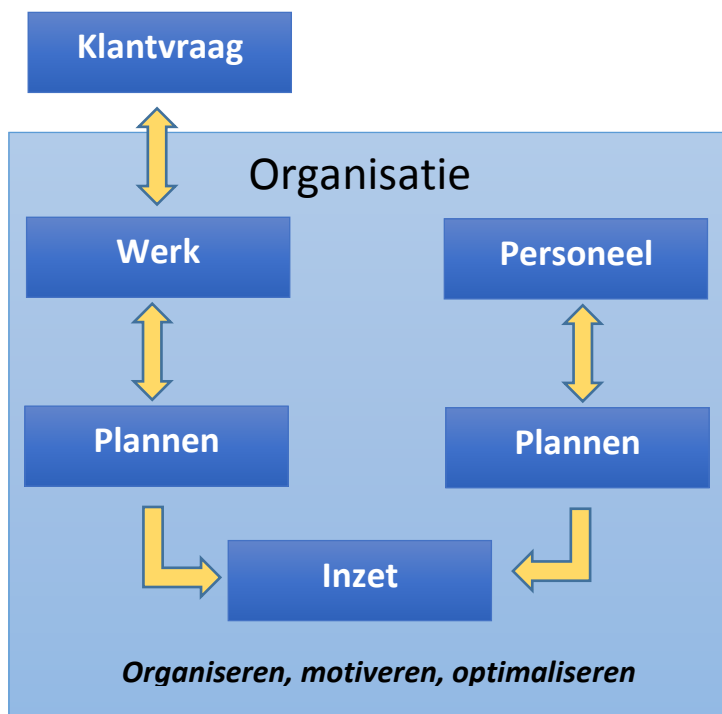 Klantvraag
Organisatie
Werk
Personeel
Plannen
Plannen
Inzet
Organiseren, motiveren, optimaliseren